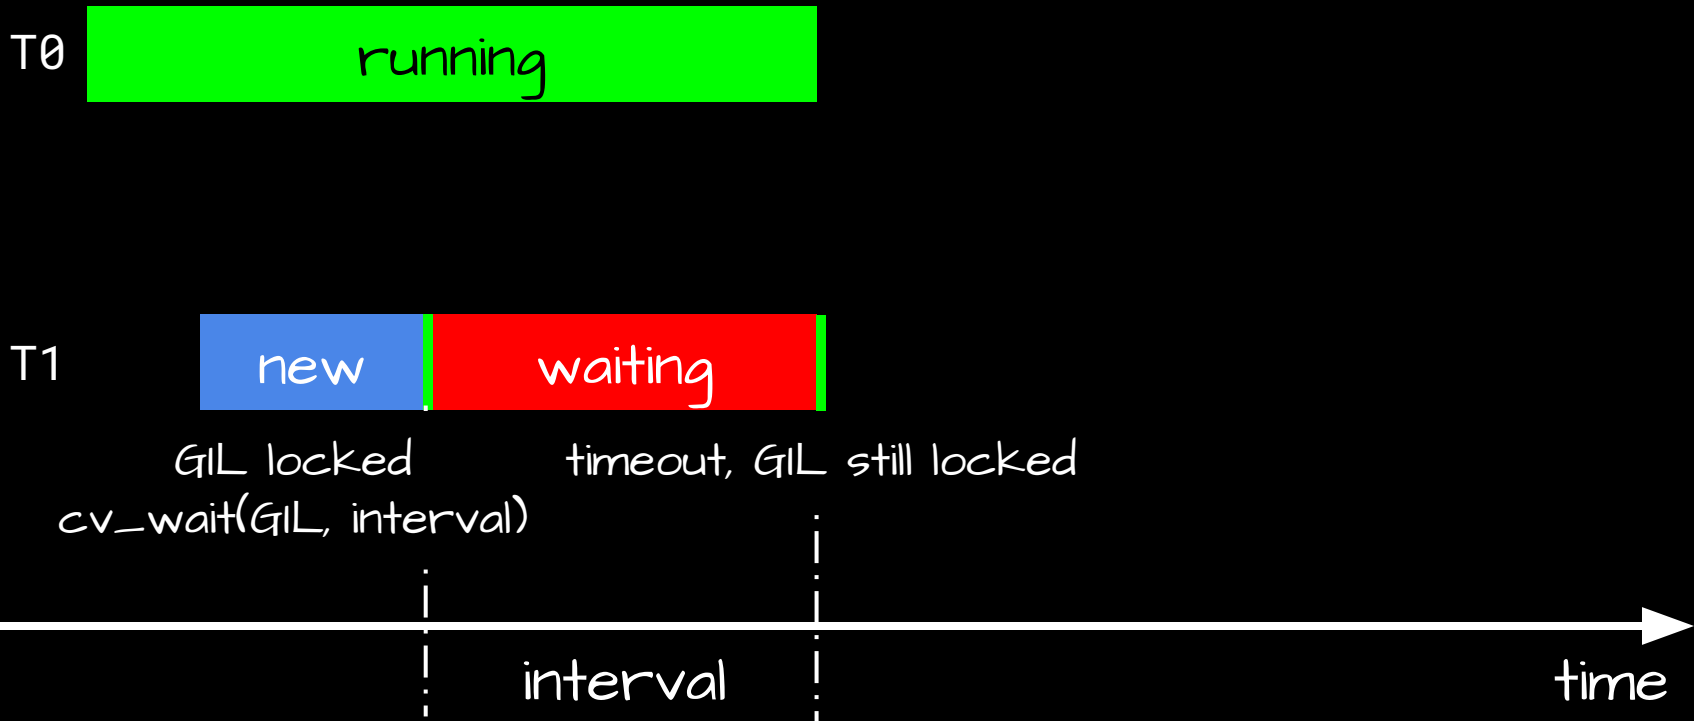 T0 running
T1 new waiting
GIL locked
cv_wait(GIL, interval)
timeout, GIL still locked
interval
time